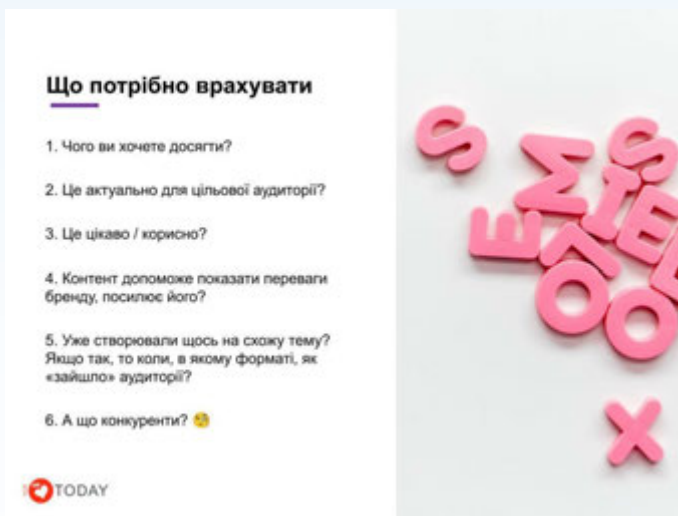 Що потрібно врахувати
1. Чого ви хочете досягти?
2. Це актуально для цільової аудиторії?
3. Це цікаво / корисно?
4. Контент допоможе показати переваги
бренду, посилює його?
5. Уже створювали щось на схожу тему?
Якщо так, то коли, в якому форматі, як
«зайшло» аудиторії?
6. А що конкуренти? 🧐
TODAY
S
M
S
I
E
E
L
O
O
X